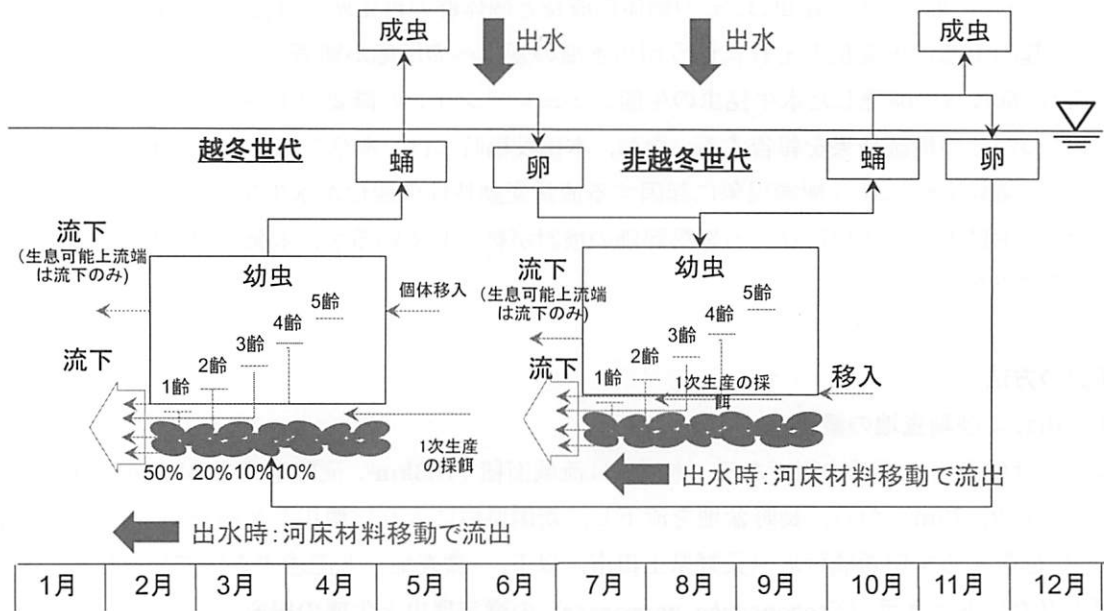 成虫
出水
出水
成虫
越冬世代
蛹
卵
非越冬世代
蛹
卵
流下
(生息可能上流端
は流下のみ)
幼虫
個体移入
5齢
4齢
3齢
2齢
1齢
流下
1次生産
の採餌
50% 20% 10% 10%
出水時:河床材料移動で流出
流下
(生息可能上流端
は流下のみ)
幼虫
5齢
4齢
3齢
2齢
1齢
1次生産の採
餌
流下
移入
出水時:河床材料移動で流出
1月 2月 3月 4月 5月 6月 7月 8月 9月 10月 11月 12月